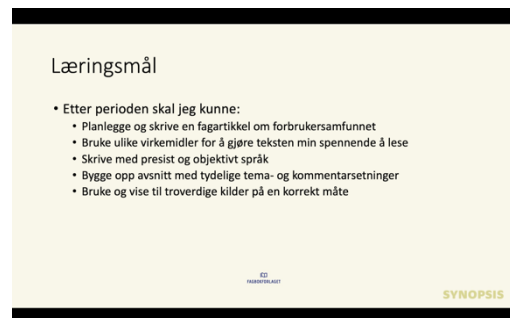 Læringsmål
• Etter perioden skal jeg kunne:
• Planlegge og skrive en fagartikkel om forbrukersamfunnet
• Bruke ulike virkemidler for å gjøre teksten min spennende å lese
• Skrive med presist og objektivt språk
• Bygge opp avsnitt med tydelige tema- og kommentarsetninger
• Bruke og vise til troverdige kilder på en korrekt måte
FAGBOKFORLAGET
SYNOPSIS